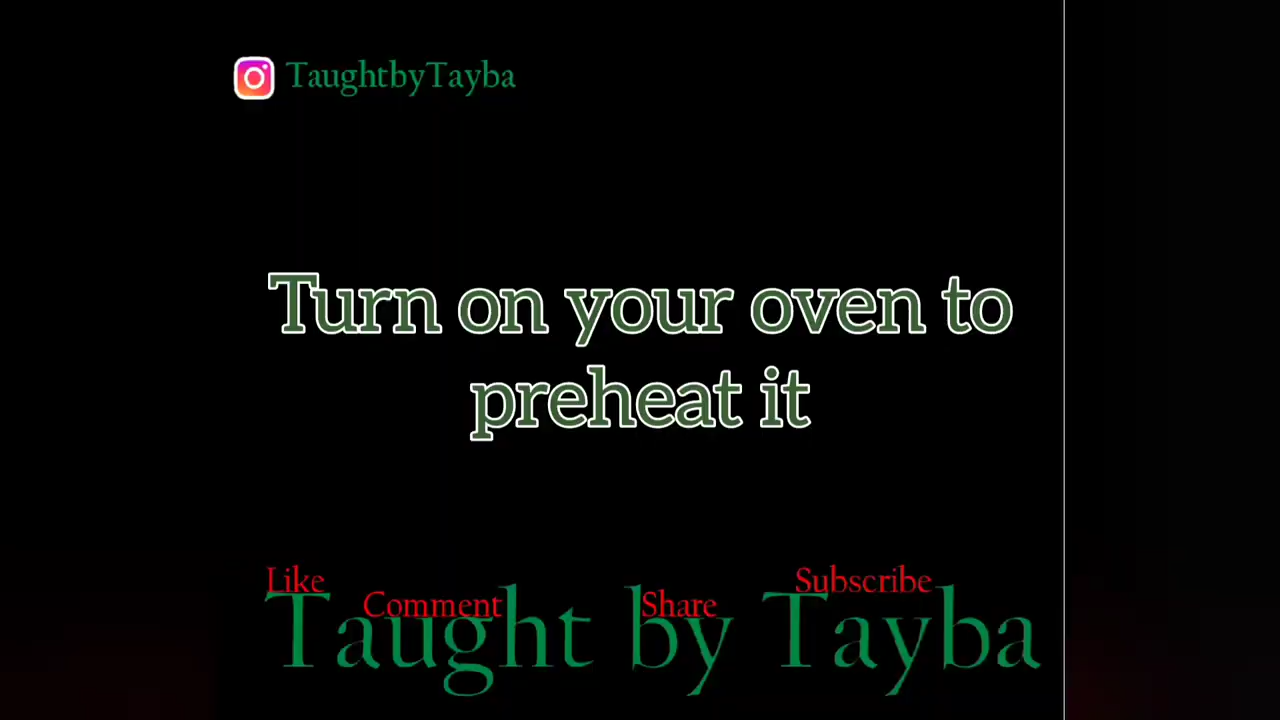 TaughtbyTayba
Turn on your oven to
preheat it
Like
Comment
Share
Subscribe
Taught by Tayba